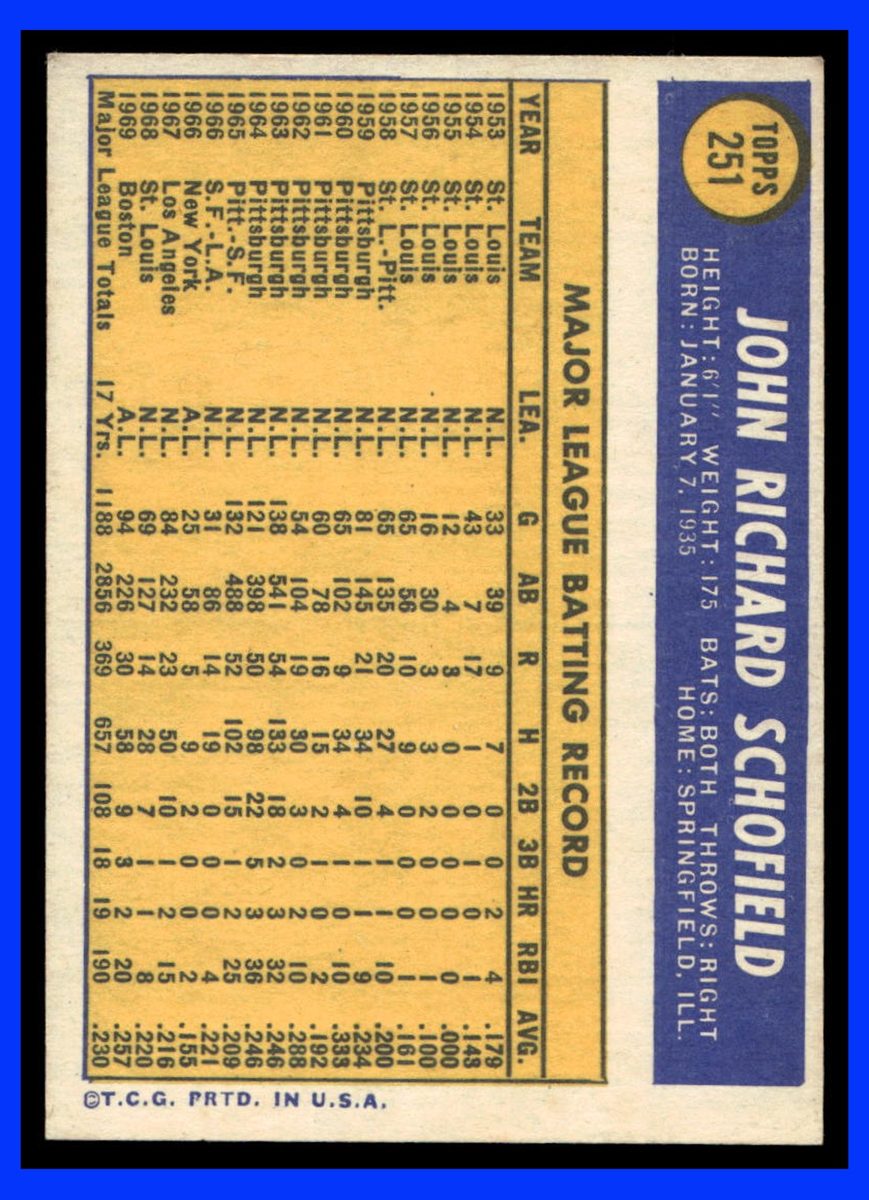 TOPPS
251
JOHN RICHARD SCHOFIELD
HEIGHT: 6'1" WEIGHT: 175 BATS: BOTH THROWS: RIGHT
BORN: JANUARY 7, 1935 HOME: SPRINGFIELD, ILL.
MAJOR LEAGUE BATTING RECORD
YEAR TEAM LEA. G AB R H 2B 3B HR RBI AVG.
1953 St. Louis N.L. 33 39 9 7 0 0 2 4 .179
1954 St. Louis N.L. 43 7 17 1 0 1 0 1 .143
1955 St. Louis N.L. 12 4 3 0 0 0 0 0 .000
1956 St. Louis N.L. 16 30 3 3 2 0 0 1 .100
1957 St. Louis N.L. 65 56 10 9 0 0 0 1 .161
1958 St. L.-Pitt. N.L. 65 135 20 27 4 1 1 10 .200
1959 Pittsburgh N.L. 81 145 21 34 10 1 1 9 .234
1960 Pittsburgh N.L. 65 102 9 34 4 1 0 10 .333
1961 Pittsburgh N.L. 60 78 16 15 2 1 0 2 .192
1962 Pittsburgh N.L. 54 104 19 30 3 0 2 10 .288
1963 Pittsburgh N.L. 138 541 54 133 18 2 3 32 .246
1964 Pittsburgh N.L. 121 398 50 98 22 5 3 36 .246
1965 Pitt.-S.F. N.L. 132 488 52 102 15 1 2 25 .209
1966 S.F.-L.A. N.L. 31 86 14 19 0 0 0 4 .221
1966 New York A.L. 25 58 5 9 2 0 0 2 .155
1967 Los Angeles N.L. 84 232 23 50 10 1 2 15 .216
1968 St. Louis N.L. 69 127 14 28 7 1 1 8 .220
1969 Boston A.L. 94 226 30 58 9 3 2 20 .257
Major League Totals 17 Yrs. 1188 2856 369 657 108 18 19 190 .230
©T.C.G. PRTD. IN U.S.A.